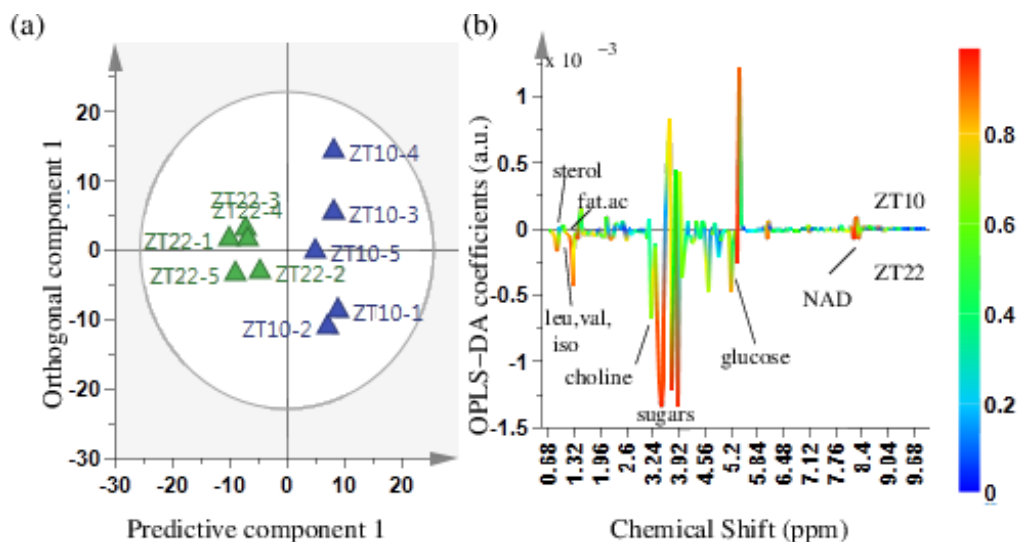 (a)
Orthogonal component 1
20
10
0
-10
-20
-30
-30 -20 -10 0 10 20
Predictive component 1
ZT10-4
ZT22-3
ZT22-4
ZT10-3
ZT22-1
ZT10-5
ZT22-5
ZT22-2
ZT10-2
ZT10-1
(b)
x 10 −3
OPLS−DA coefficients (a.u.)
1
0.5
0
-0.5
-1
-1.5
sterol
fat.ac
ZT10
ZT22
NAD
leu,val,
iso
choline
glucose
sugars
0.68 1.32 1.96 2.6 3.24 3.92 4.56 5.2 5.84 6.48 7.12 7.76 8.4 9.04 9.68
Chemical Shift (ppm)
0.8
0.6
0.4
0.2
0